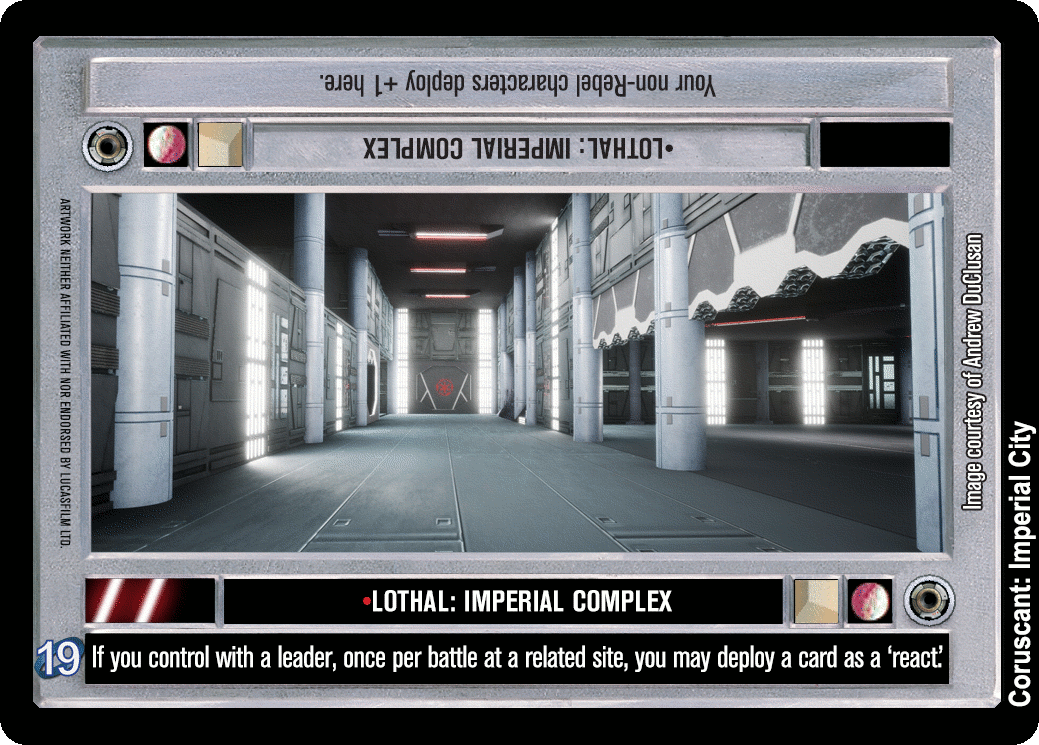 Your non-Rebel characters deploy +1 here.
•LOTHAL: IMPERIAL COMPLEX
ARTWORK NEITHER AFFILIATED WITH NOR ENDORSED BY LUCASFILM LTD.
Image courtesy of Andrew DuClusan
•LOTHAL: IMPERIAL COMPLEX
19
If you control with a leader, once per battle at a related site, you may deploy a card as a ‘react.’
Coruscant: Imperial City